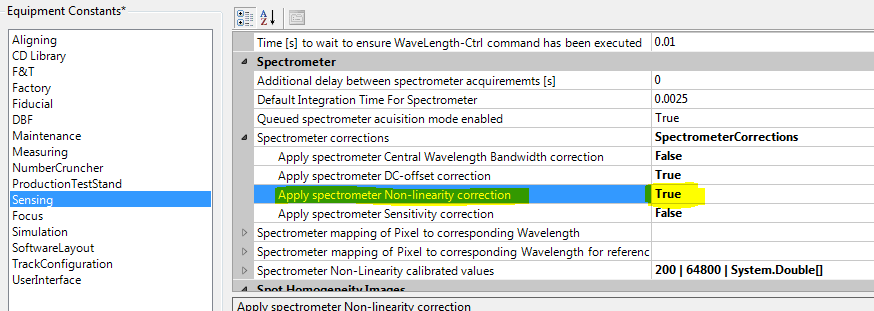 Equipment Constants*
Aligning
CD Library
F&T
Factory
Fiducial
DBF
Maintenance
Measuring
NumberCruncher
ProductionTestStand
Sensing
Focus
Simulation
SoftwareLayout
TrackConfiguration
UserInterface
Time [s] to wait to ensure WaveLength-Ctrl command has been executed 0.01
Spectrometer
Additional delay between spectrometer acquirememts [s] 0
Default Integration Time For Spectrometer 0.0025
Queued spectrometer acuisition mode enabled True
Spectrometer corrections SpectrometerCorrections
Apply spectrometer Central Wavelength Bandwidth correction False
Apply spectrometer DC-offset correction True
Apply spectrometer Non-linearity correction True
Apply spectrometer Sensitivity correction False
Spectrometer mapping of Pixel to corresponding Wavelength
Spectrometer mapping of Pixel to corresponding Wavelength for referenc
Spectrometer Non-Linearity calibrated values 200 | 64800 | System.Double[]
Spot Homogeneity Images
Apply spectrometer Non-linearity correction